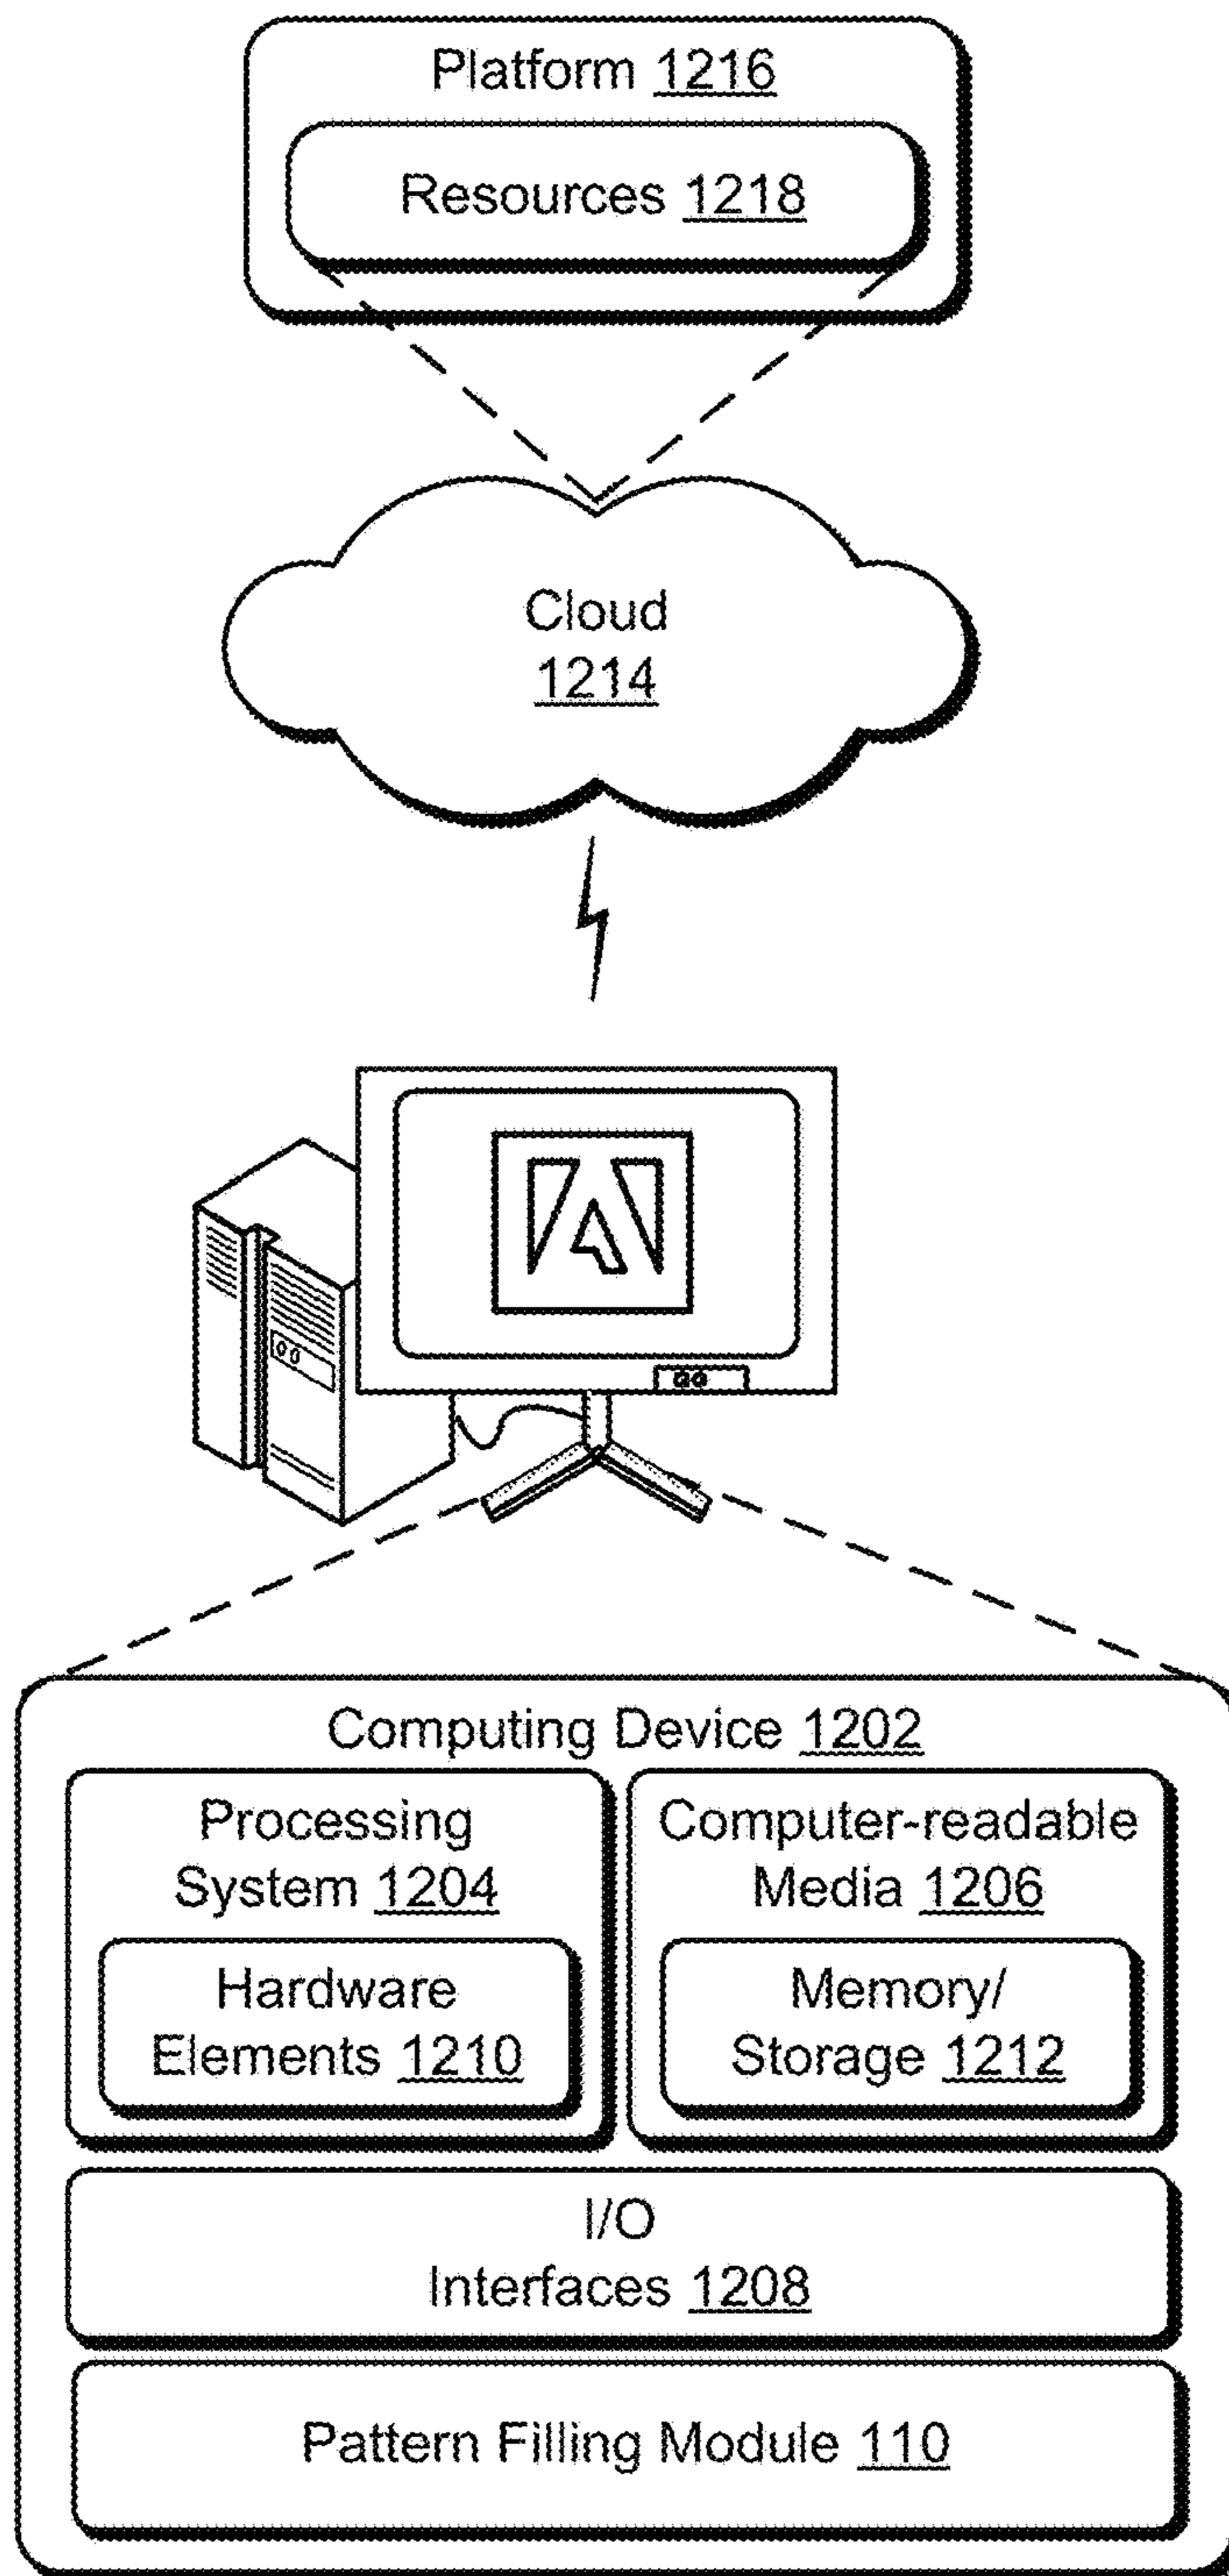 Platform 1216
Resources 1218
Cloud
1214
Computing Device 1202
Processing
System 1204
Hardware
Elements 1210
Computer-readable
Media 1206
Memory/
Storage 1212
I/O
Interfaces 1208
Pattern Filling Module 110